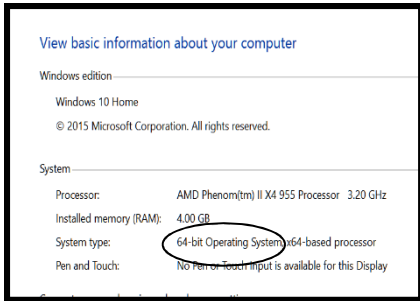 View basic information about your computer
Windows edition
Windows 10 Home
© 2015 Microsoft Corporation. All rights reserved.
System
Processor: AMD Phenom(tm) II X4 955 Processor 3.20 GHz
Installed memory (RAM): 4.00 GB
System type: 64-bit Operating System, x64-based processor
Pen and Touch: No Pen or Touch Input is available for this Display